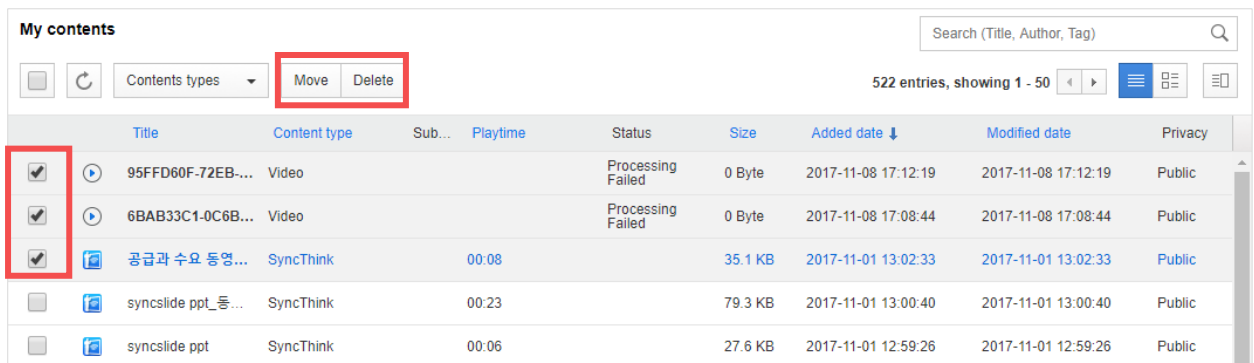 My contents
Search (Title, Author, Tag)
Contents types Move Delete 522 entries, showing 1 - 50
Title Content type Sub... Playtime Status Size Added date Modified date Privacy
95FFD60F-72EB-... Video Processing Failed 0 Byte 2017-11-08 17:12:19 2017-11-08 17:12:19 Public
6BAB33C1-0C6B... Video Processing Failed 0 Byte 2017-11-08 17:08:44 2017-11-08 17:08:44 Public
공급과 수요 동영... SyncThink 00:08 35.1 KB 2017-11-01 13:02:33 2017-11-01 13:02:33 Public
syncslide ppt_동... SyncThink 00:23 79.3 KB 2017-11-01 13:00:40 2017-11-01 13:00:40 Public
syncslide ppt SyncThink 00:06 27.6 KB 2017-11-01 12:59:26 2017-11-01 12:59:26 Public